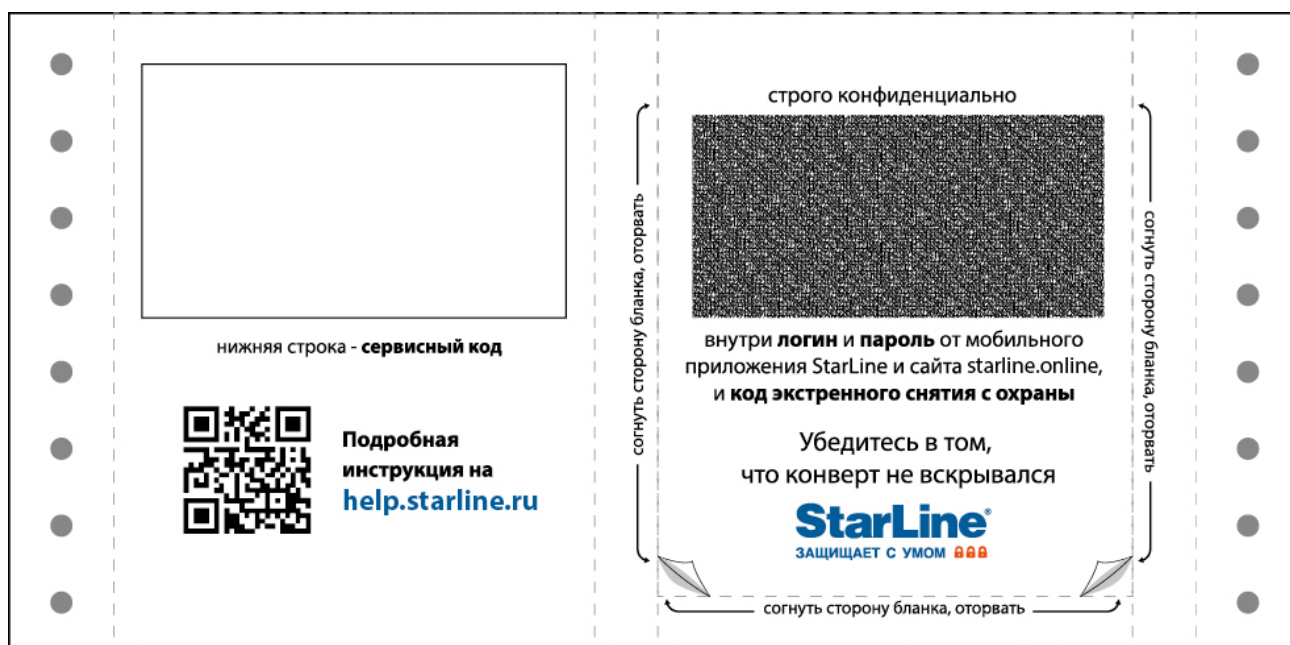 нижняя строка - сервисный код
Подробная
инструкция на
help.starline.ru
согнуть сторону бланка, оторвать
строго конфиденциально
внутри логин и пароль от мобильного
приложения StarLine и сайта starline.online,
и код экстренного снятия с охраны
Убедитесь в том,
что конверт не вскрывался
StarLine®
ЗАЩИЩАЕТ С УМОМ
согнуть сторону бланка, оторвать
согнуть сторону бланка, оторвать